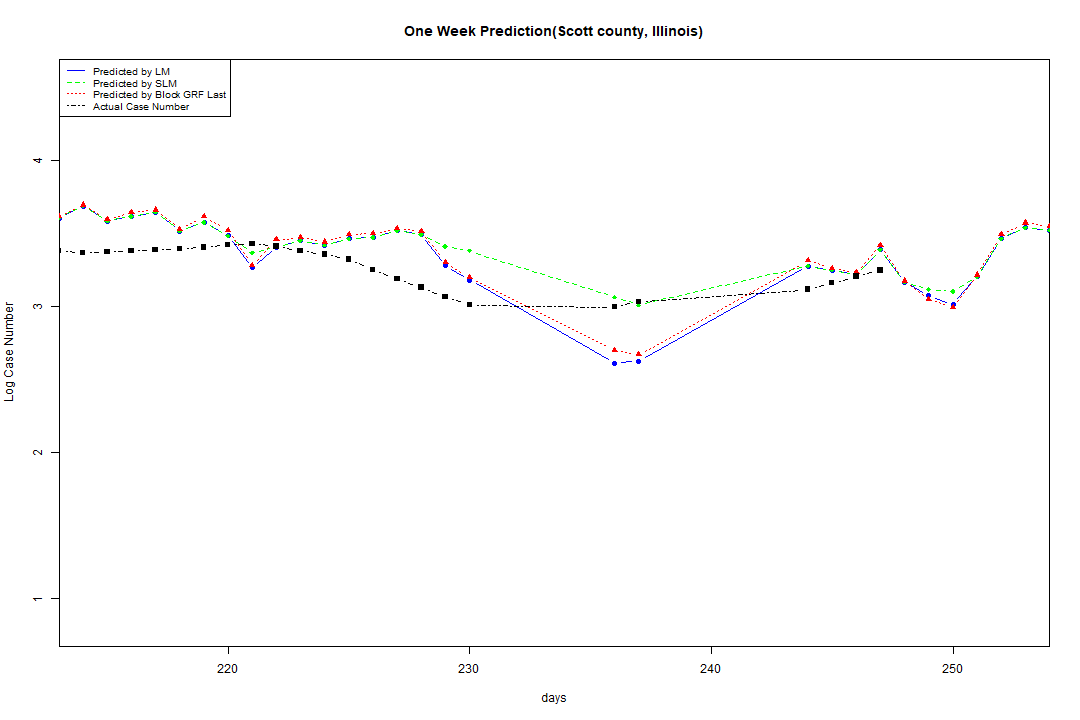 One Week Prediction(Scott county, Illinois)
Predicted by LM
Predicted by SLM
Predicted by Block GRF Last
Actual Case Number
4
3
2
1
Log Case Number
220 230 240 250
days